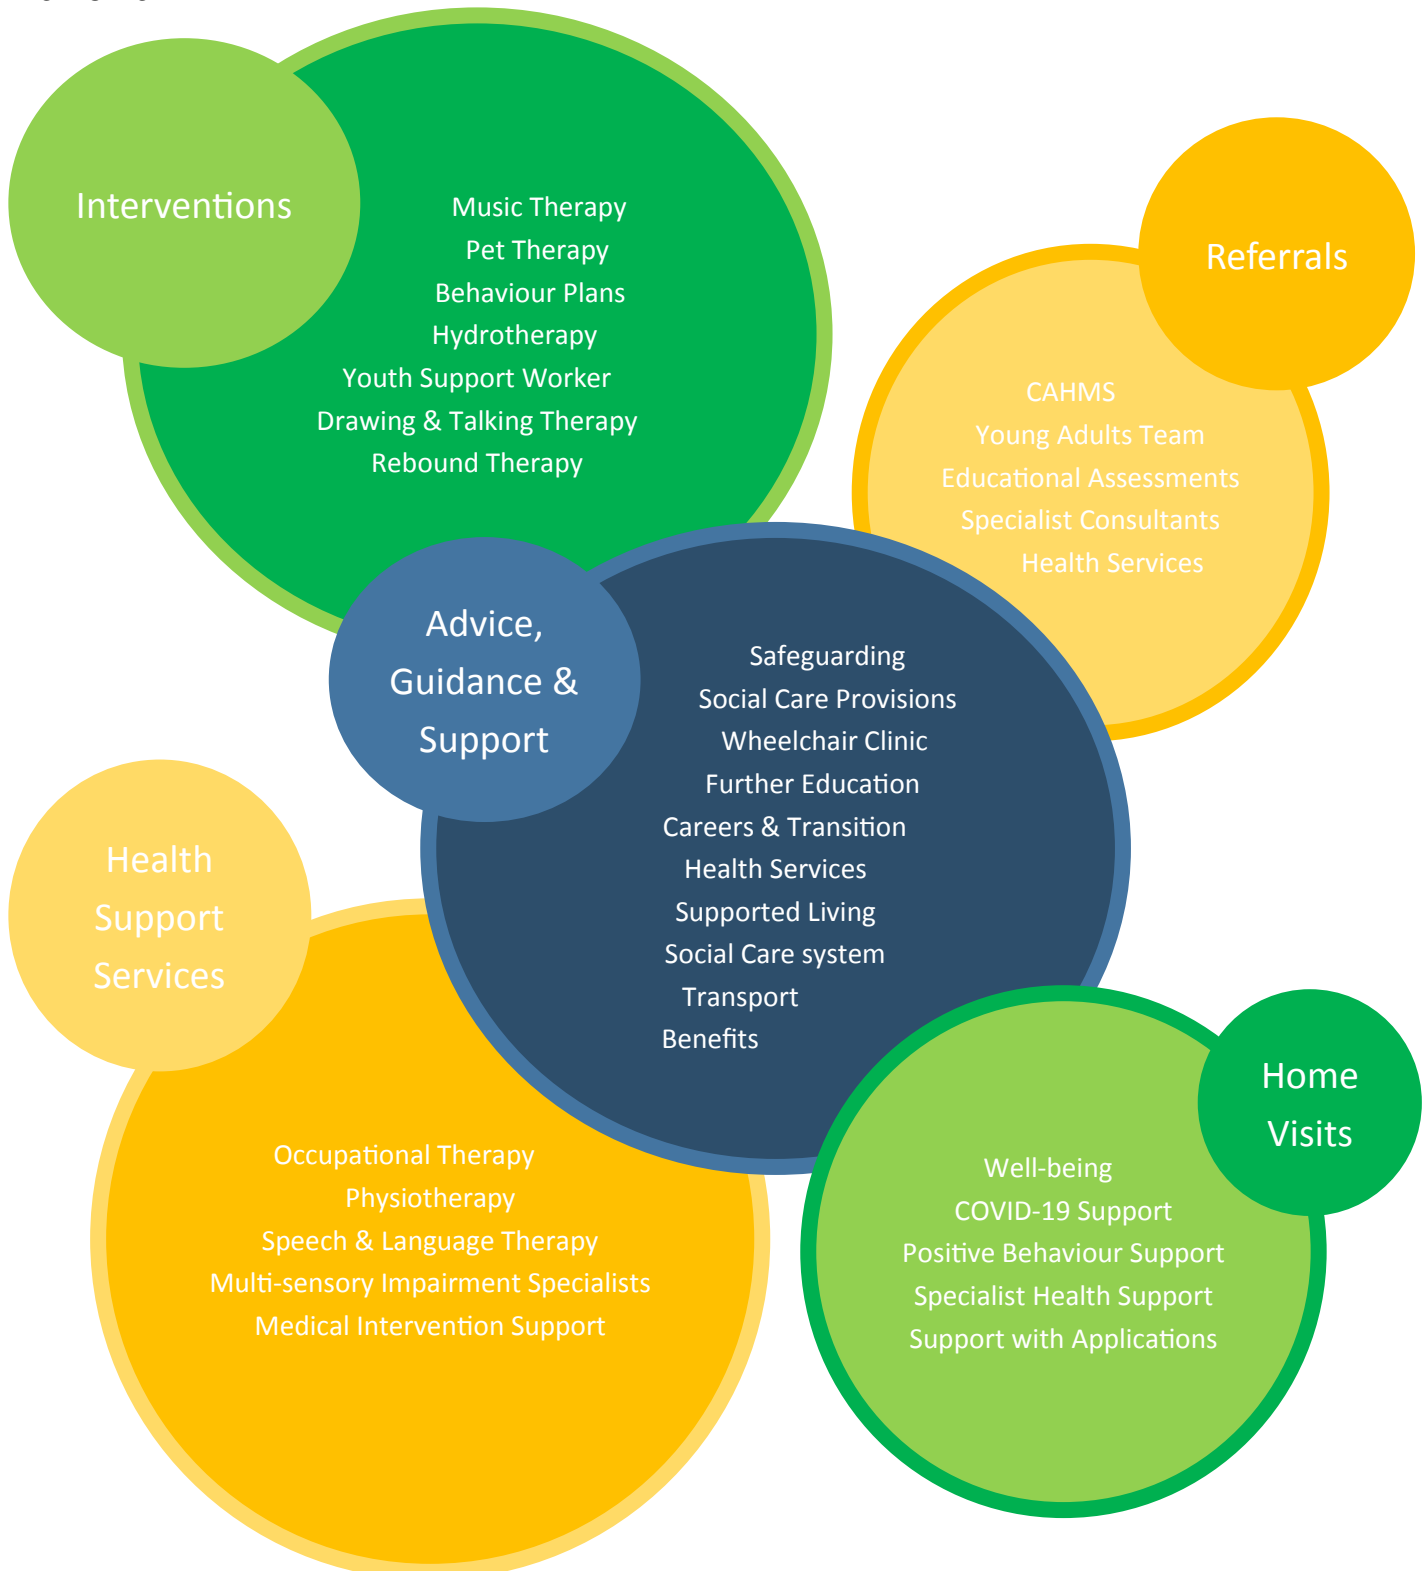 Interventions
Music Therapy
Pet Therapy
Behaviour Plans
Hydrotherapy
Youth Support Worker
Drawing & Talking Therapy
Rebound Therapy
Referrals
CAHMS
Young Adults Team
Educational Assessments
Specialist Consultants
Health Services
Advice,
Guidance &
Support
Safeguarding
Social Care Provisions
Wheelchair Clinic
Further Education
Careers & Transition
Health Services
Supported Living
Social Care system
Transport
Benefits
Health
Support
Services
Occupational Therapy
Physiotherapy
Speech & Language Therapy
Multi-sensory Impairment Specialists
Medical Intervention Support
Home
Visits
Well-being
COVID-19 Support
Positive Behaviour Support
Specialist Health Support
Support with Applications